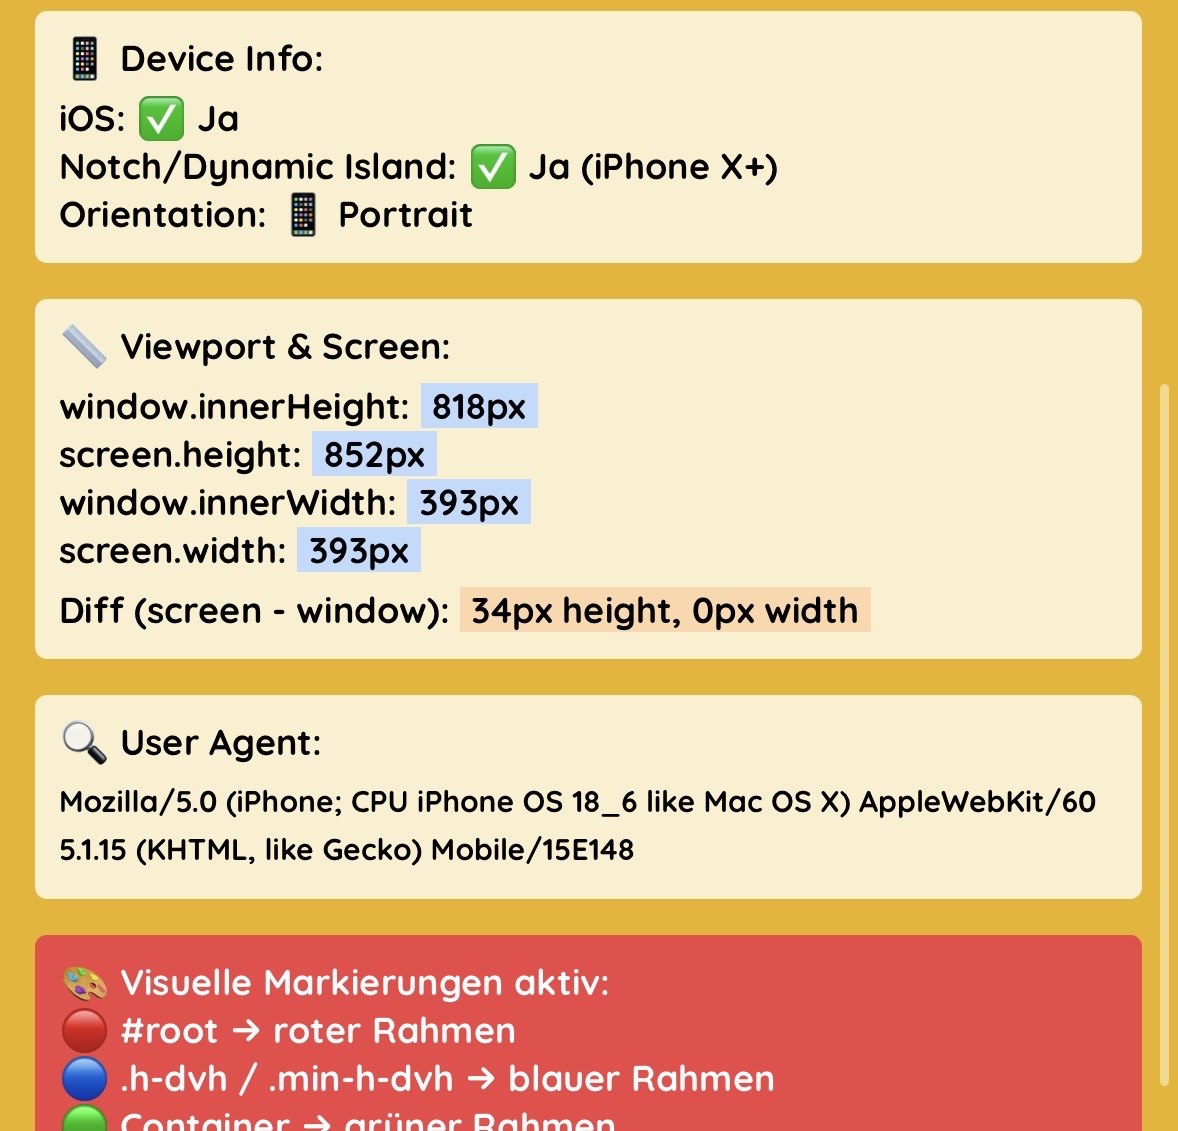 📱 Device Info:
iOS: ✅ Ja
Notch/Dynamic Island: ✅ Ja (iPhone X+)
Orientation: 📱 Portrait
📏 Viewport & Screen:
window.innerHeight: 818px
screen.height: 852px
window.innerWidth: 393px
screen.width: 393px
Diff (screen - window): 34px height, 0px width
🔍 User Agent:
Mozilla/5.0 (iPhone; CPU iPhone OS 18_6 like Mac OS X) AppleWebKit/60
5.1.15 (KHTML, like Gecko) Mobile/15E148
🎨 Visuelle Markierungen aktiv:
🔴 #root → roter Rahmen
🔵 .h-dvh / .min-h-dvh → blauer Rahmen
🟢 Container → grüner Rahmen